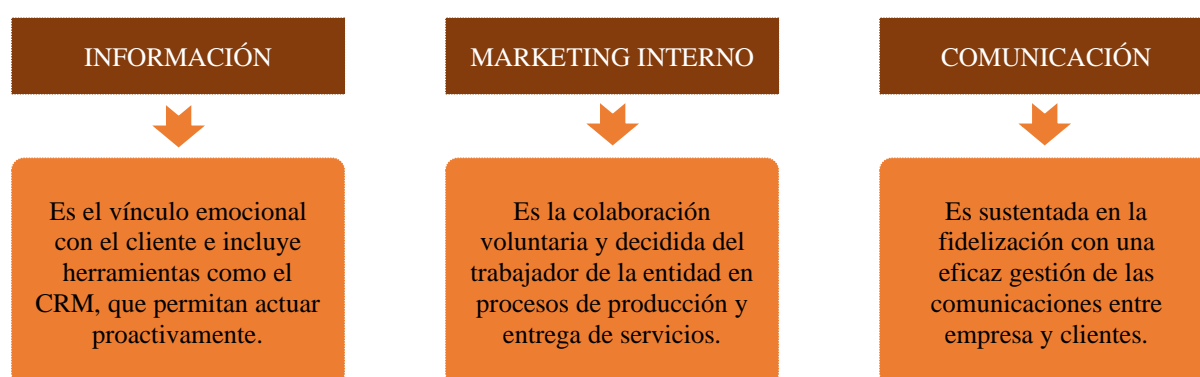 INFORMACIÓN
Es el vínculo emocional
con el cliente e incluye
herramientas como el
CRM, que permitan actuar
proactivamente.
MARKETING INTERNO
Es la colaboración
voluntaria y decidida del
trabajador de la entidad en
procesos de producción y
entrega de servicios.
COMUNICACIÓN
Es sustentada en la
fidelización con una
eficaz gestión de las
comunicaciones entre
empresa y clientes.